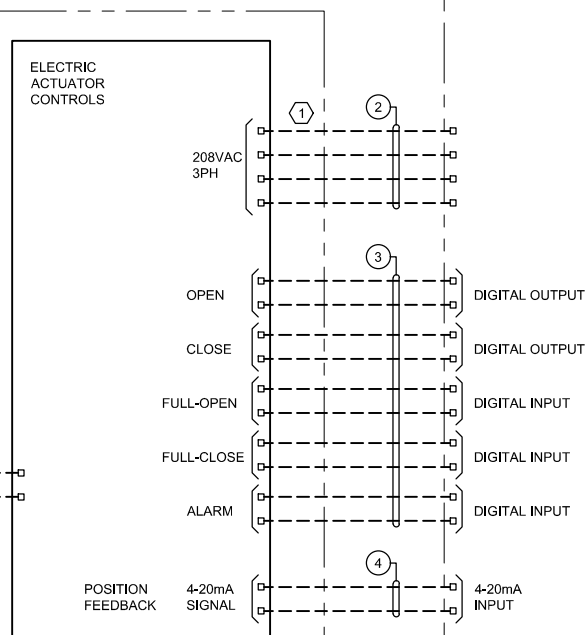 ELECTRIC
ACTUATOR
CONTROLS
1
2
208VAC
3PH
3
OPEN
DIGITAL OUTPUT
CLOSE
DIGITAL OUTPUT
FULL-OPEN
DIGITAL INPUT
FULL-CLOSE
DIGITAL INPUT
ALARM
DIGITAL INPUT
4
POSITION
FEEDBACK
4-20mA
SIGNAL
4-20mA
INPUT